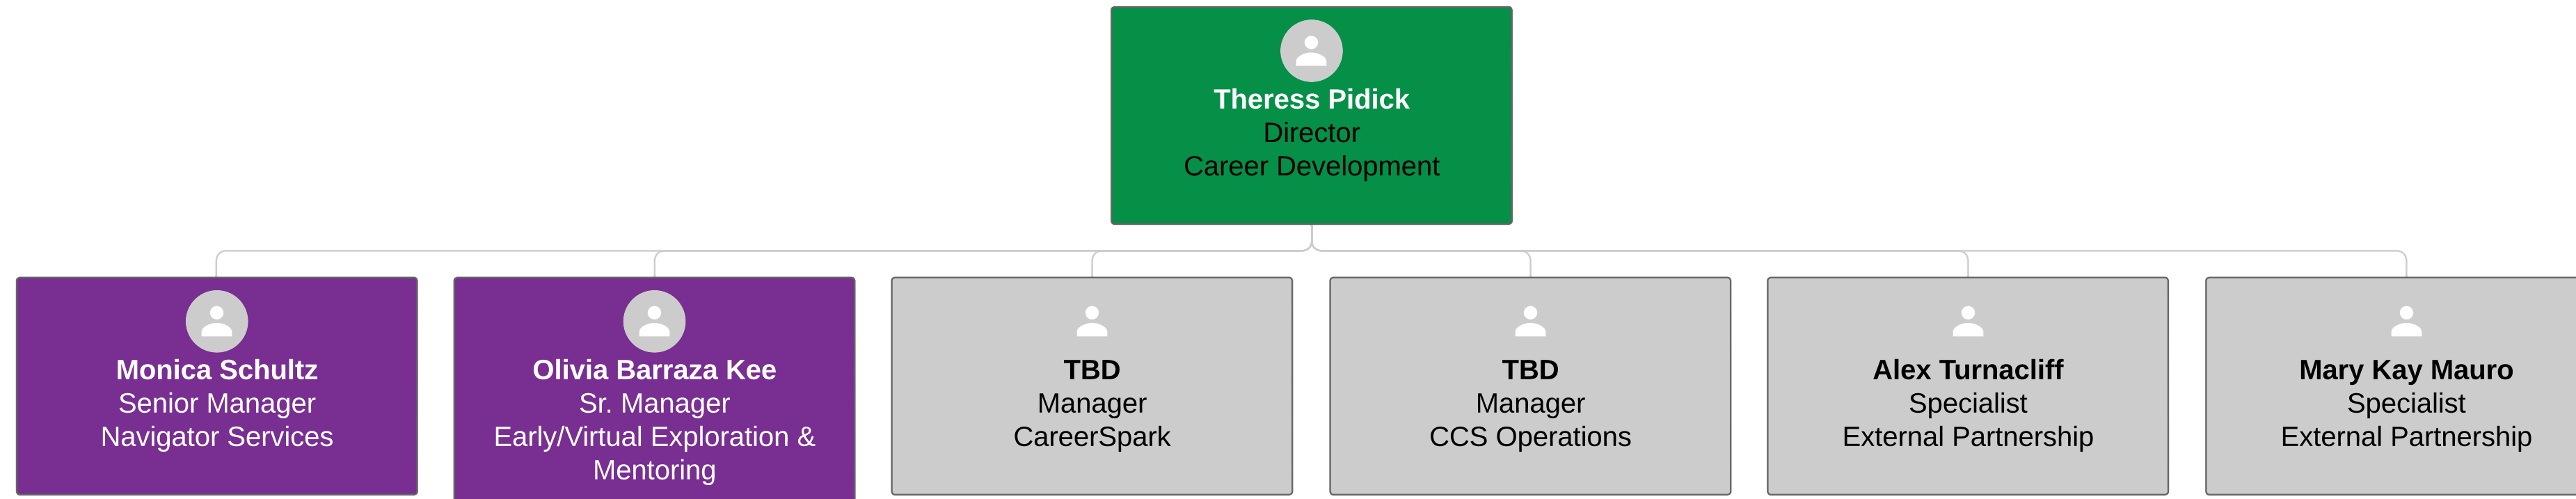 Theress Pidick
Director
Career Development
Monica Schultz
Senior Manager
Navigator Services
Olivia Barraza Kee
Sr. Manager
Early/Virtual Exploration &
Mentoring
TBD
Manager
CareerSpark
TBD
Manager
CCS Operations
Alex Turnacliff
Specialist
External Partnership
Mary Kay Mauro
Specialist
External Partnership